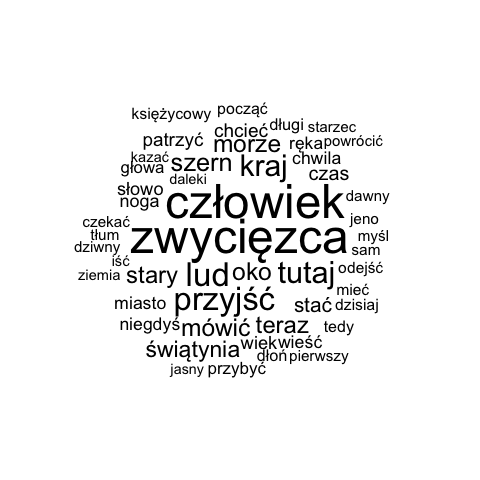 księżycowy począć
chcieć długi starzec
patrzyć morze ręka powrócić
kazać szern kraj chwila
głowa czas
daleki
słowo człowiek dawny
noga jeno
czekać zwycięzca myśl
tłum sam
dziwny
iść lud oko tutaj odejść
ziemia stary mieć
miasto przyjść stać dzisiaj
niegdyś mówić teraz tedy
świątynia więk wieść
dłoń pierwszy
jasny przybyć